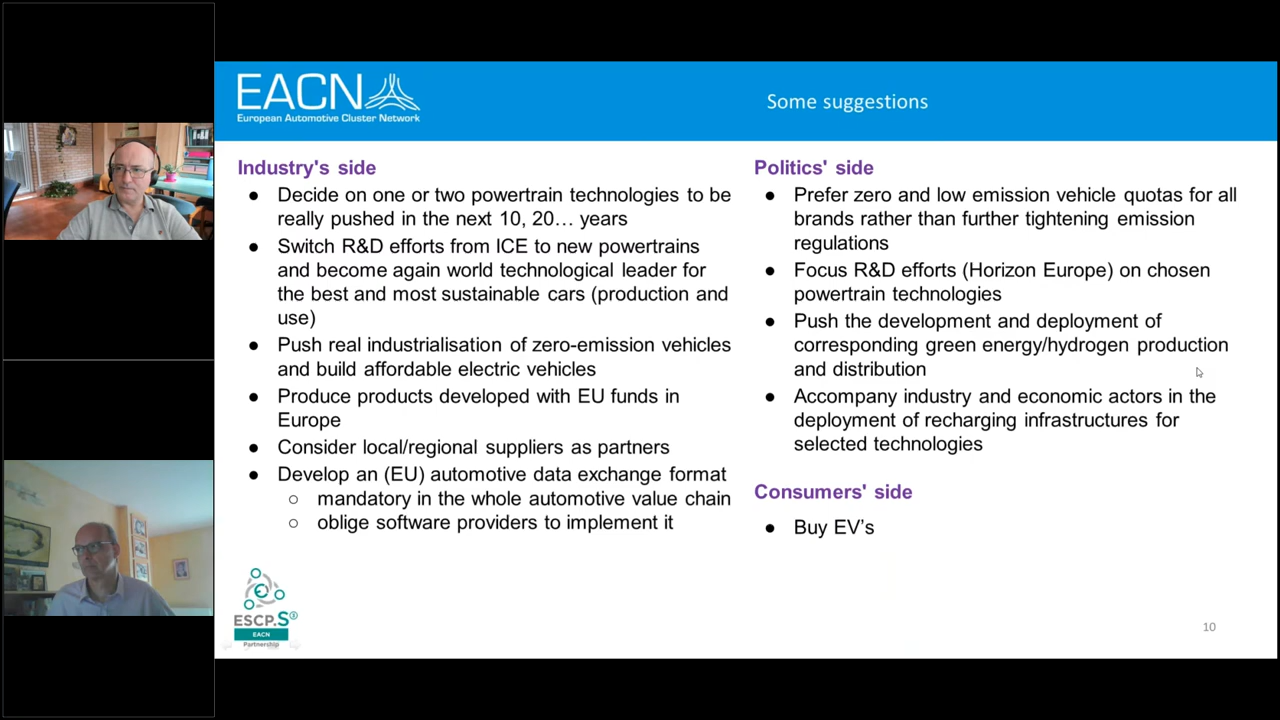 EACN
European Automotive Cluster Network
Some suggestions
Industry's side
● Decide on one or two powertrain technologies to be
really pushed in the next 10, 20… years
● Switch R&D efforts from ICE to new powertrains
and become again world technological leader for
the best and most sustainable cars (production and
use)
● Push real industrialisation of zero-emission vehicles
and build affordable electric vehicles
● Produce products developed with EU funds in
Europe
● Consider local/regional suppliers as partners
● Develop an (EU) automotive data exchange format
○ mandatory in the whole automotive value chain
○ oblige software providers to implement it
Politics' side
● Prefer zero and low emission vehicle quotas for all
brands rather than further tightening emission
regulations
● Focus R&D efforts (Horizon Europe) on chosen
powertrain technologies
● Push the development and deployment of
corresponding green energy/hydrogen production
and distribution
● Accompany industry and economic actors in the
deployment of recharging infrastructures for
selected technologies
Consumers' side
● Buy EV’s
ESCP.S
EACN
Partnership
10